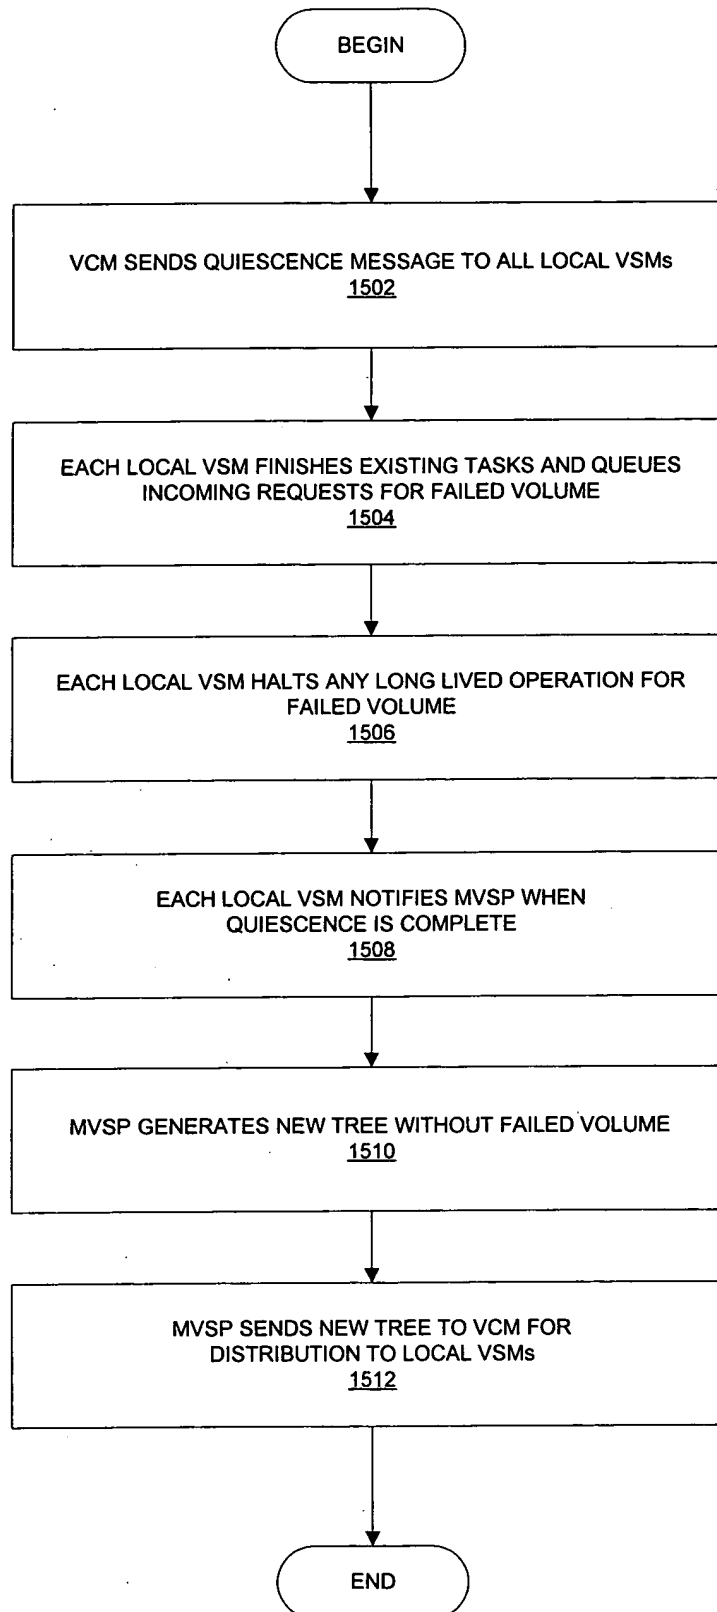 BEGIN
VCM SENDS QUIESCENCE MESSAGE TO ALL LOCAL VSMs
1502
EACH LOCAL VSM FINISHES EXISTING TASKS AND QUEUES
INCOMING REQUESTS FOR FAILED VOLUME
1504
EACH LOCAL VSM HALTS ANY LONG LIVED OPERATION FOR
FAILED VOLUME
1506
EACH LOCAL VSM NOTIFIES MVSP WHEN
QUIESCENCE IS COMPLETE
1508
MVSP GENERATES NEW TREE WITHOUT FAILED VOLUME
1510
MVSP SENDS NEW TREE TO VCM FOR
DISTRIBUTION TO LOCAL VSMs
1512
END